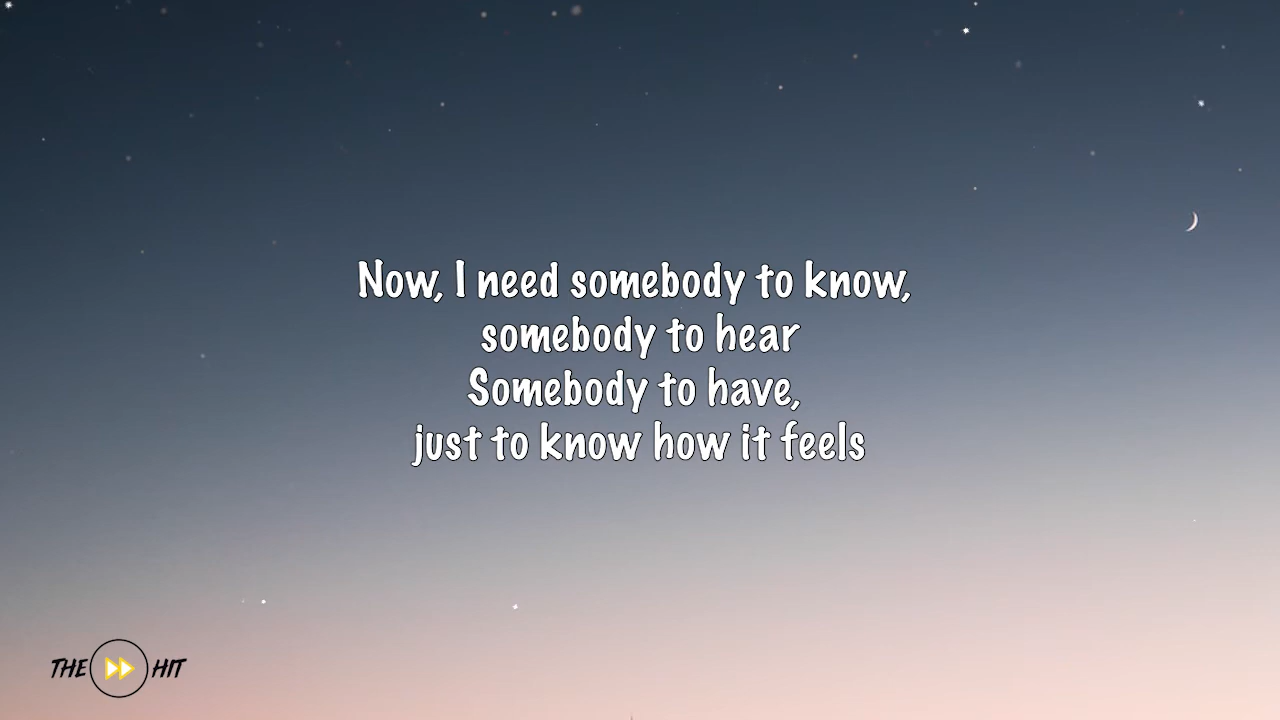 Now, I need somebody to know,
somebody to hear
Somebody to have,
just to know how it feels
THE HIT